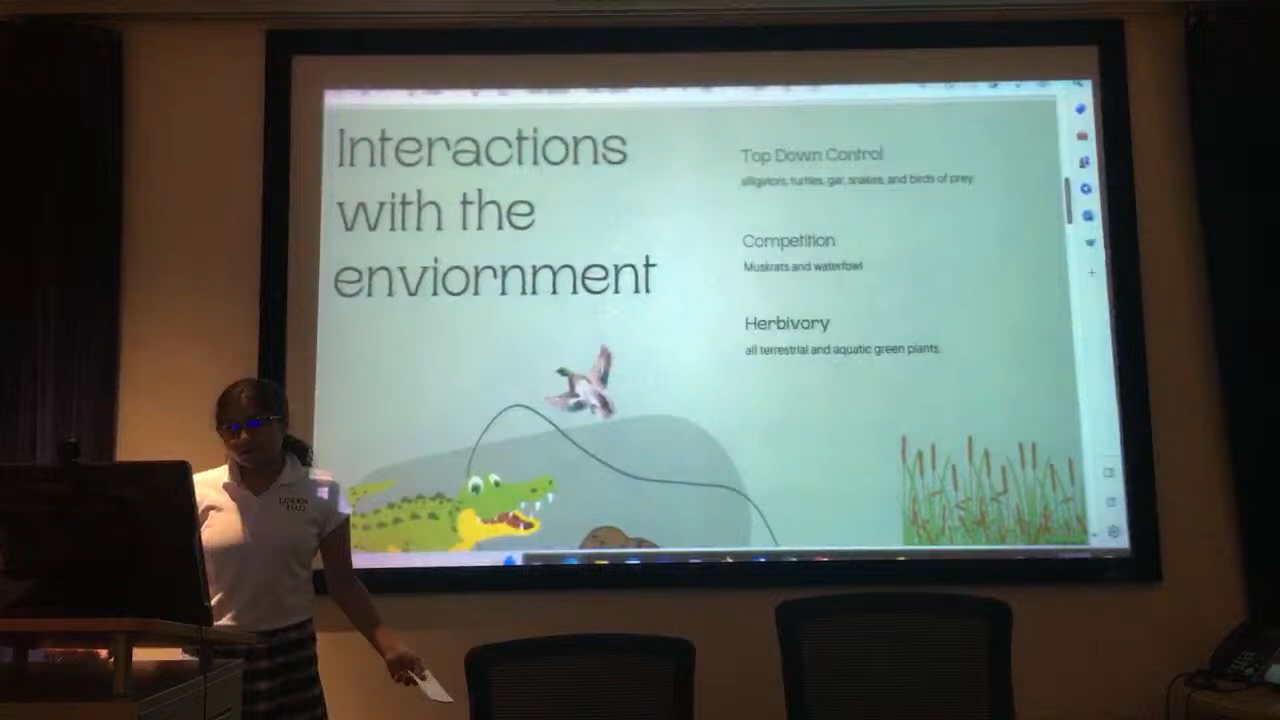 Interactions
with the
enviornment
Top Down Control
alligators, turtles, gar, snakes, and birds of prey
Competition
Muskrats and waterfowl
Herbivory
all terrestrial and aquatic green plants.